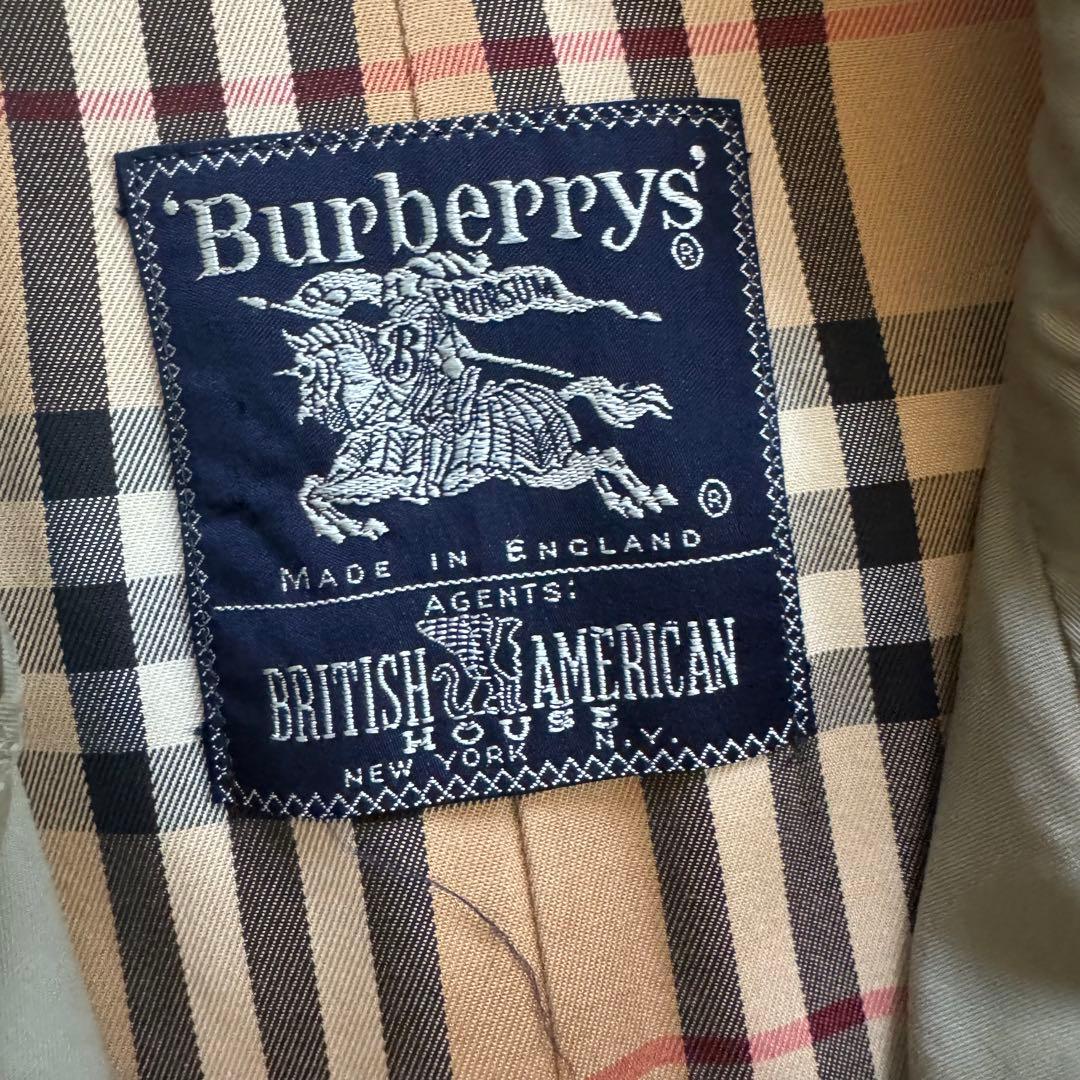 'Burberrys'®
PRORSUM
B
®
MADE IN ENGLAND
AGENTS:
BRITISH AMERICAN
HOUSE
NEW YORK N.Y.